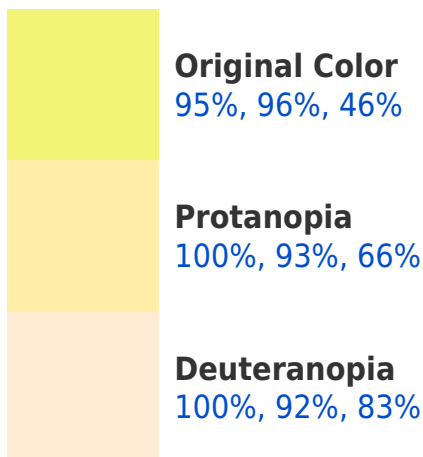 Original Color
95%, 96%, 46%
Protanopia
100%, 93%, 66%
Deuteranopia
100%, 92%, 83%